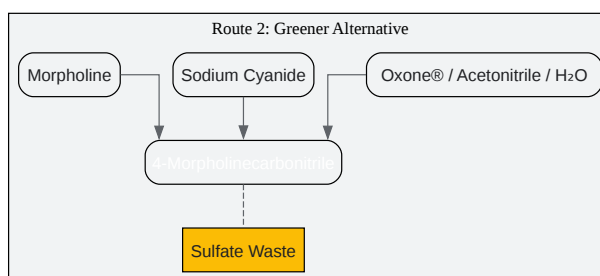 Route 2: Greener Alternative
Morpholine
Sodium Cyanide
Oxone® / Acetonitrile / H₂O
4-Morpholinecarbonitrile
Sulfate Waste